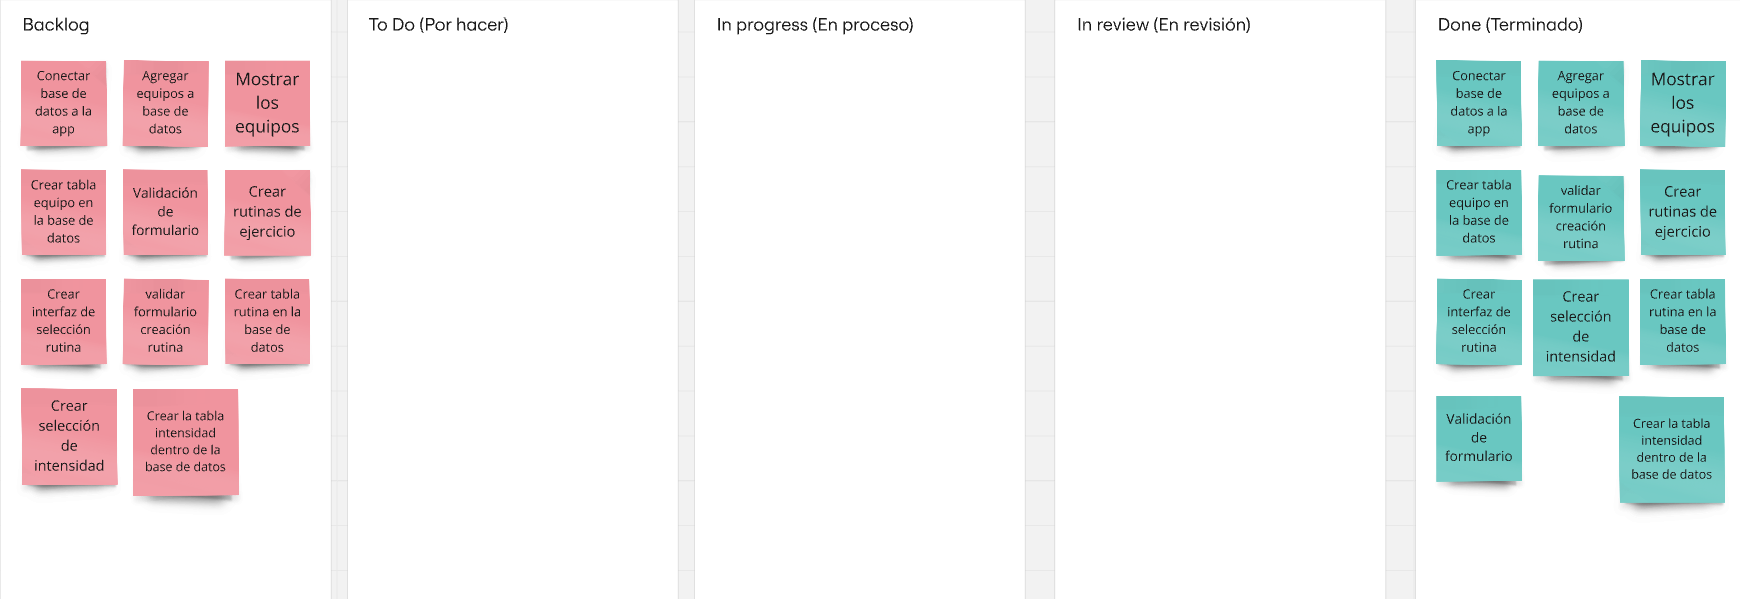 Backlog
Conectar
base de
datos a la
app
Agregar
equipos a
base de
datos
Mostrar
los
equipos
Crear tabla
equipo en
la base de
datos
Validación
de
formulario
Crear
rutinas de
ejercicio
Crear
interfaz de
selección
rutina
validar
formulario
creación
rutina
Crear tabla
rutina en la
base de
datos
Crear
selección
de
intensidad
Crear la tabla
intensidad
dentro de la
base de datos
To Do (Por hacer)
In progress (En proceso)
In review (En revisión)
Done (Terminado)
Conectar
base de
datos a la
app
Agregar
equipos a
base de
datos
Mostrar
los
equipos
Crear tabla
equipo en
la base de
datos
validar
formulario
creación
rutina
Crear
rutinas de
ejercicio
Crear
interfaz de
selección
rutina
Crear
selección
de
intensidad
Crear tabla
rutina en la
base de
datos
Validación
de
formulario
Crear la tabla
intensidad
dentro de la
base de datos